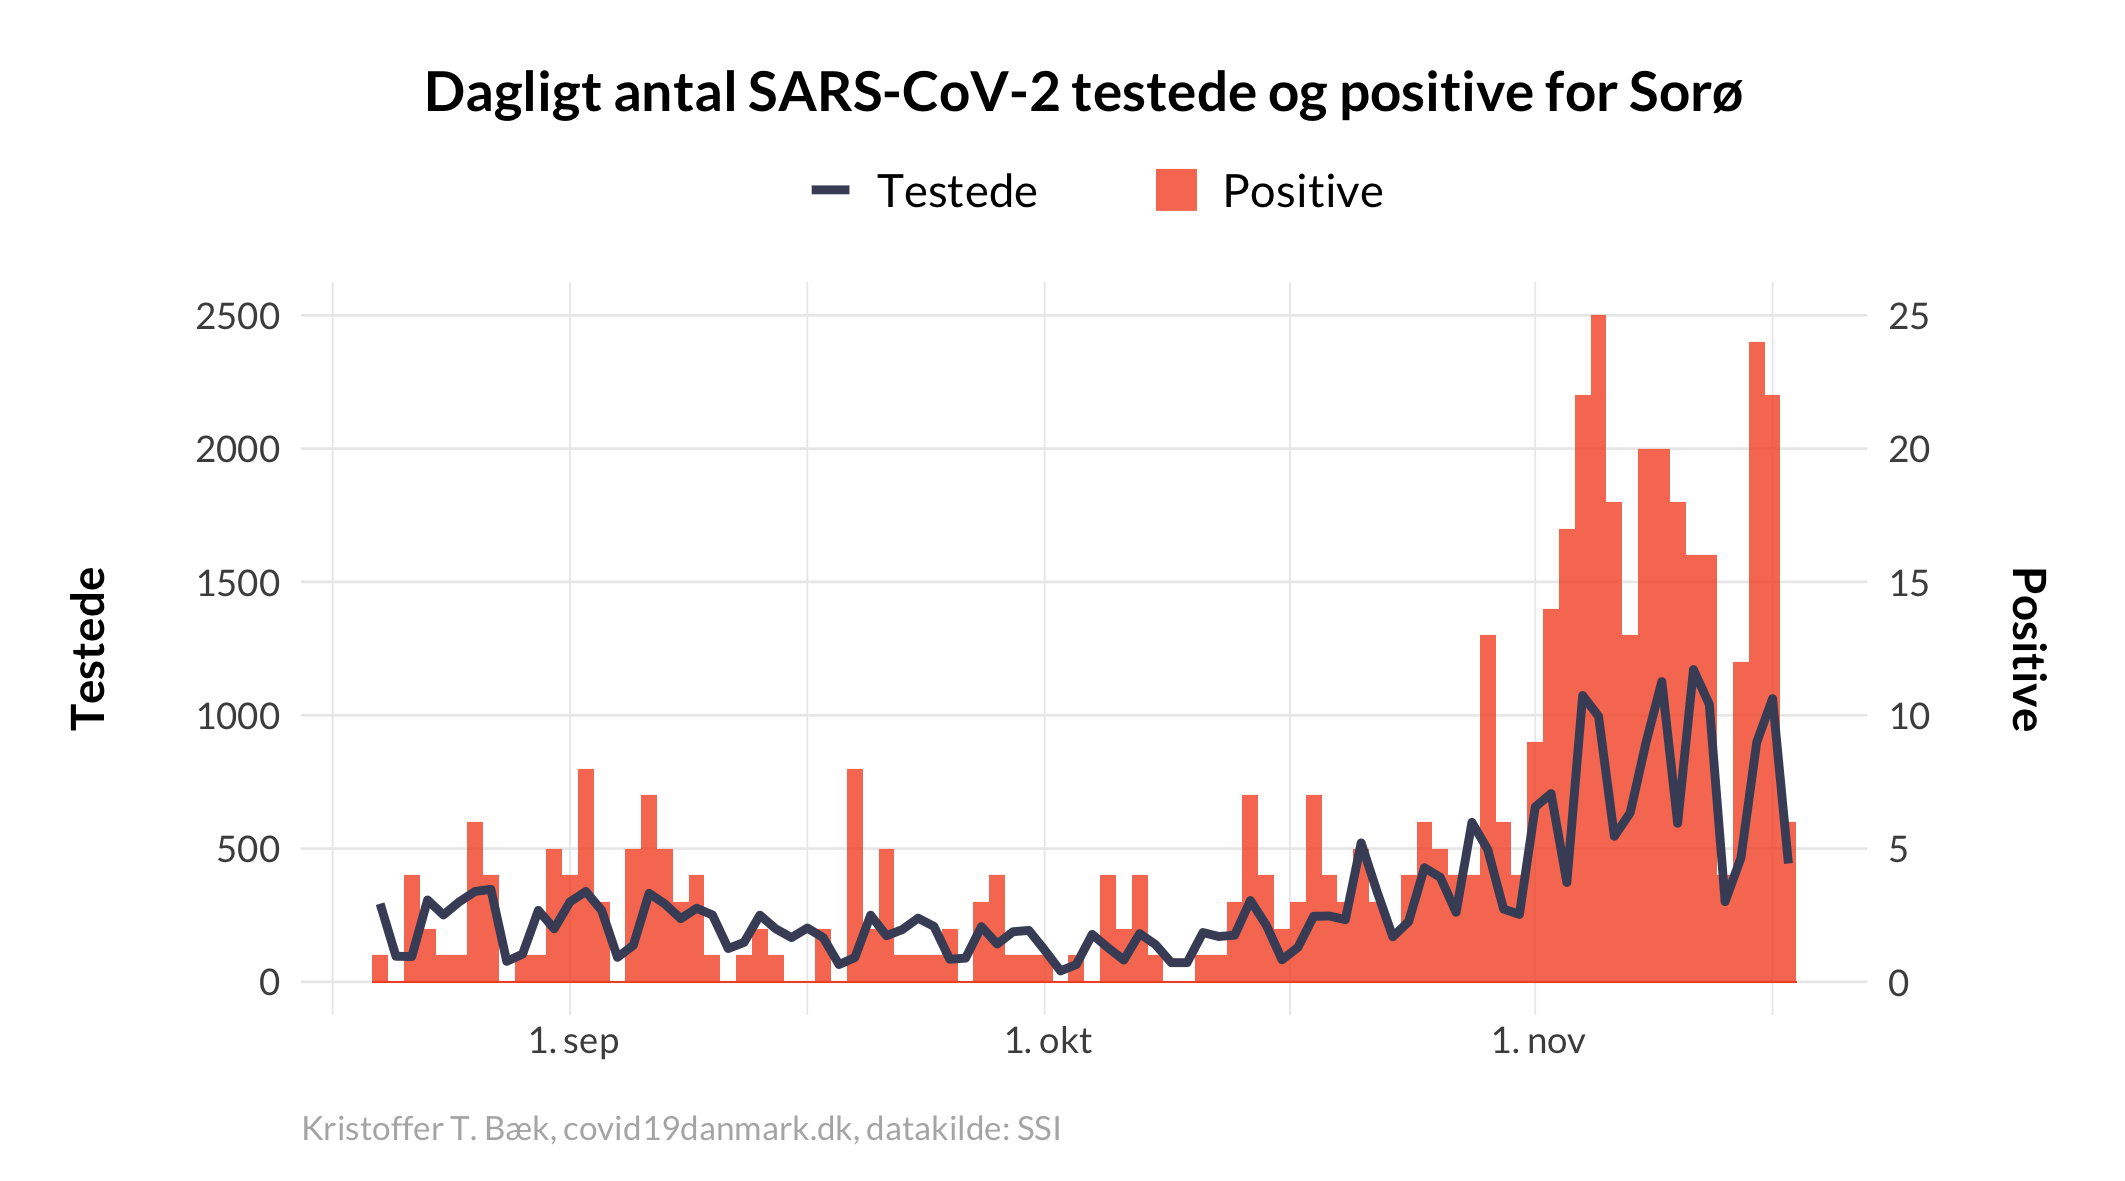 Dagligt antal SARS-CoV-2 testede og positive for Sorø
Testede
Positive
2500
2000
1500
1000
500
0
Testede
25
20
15
10
5
0
Positive
1. sep
1. okt
1. nov
Kristoffer T. Bæk, covid19danmark.dk, datakilde: SSI